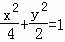 x²/4 + y²/2 = 1